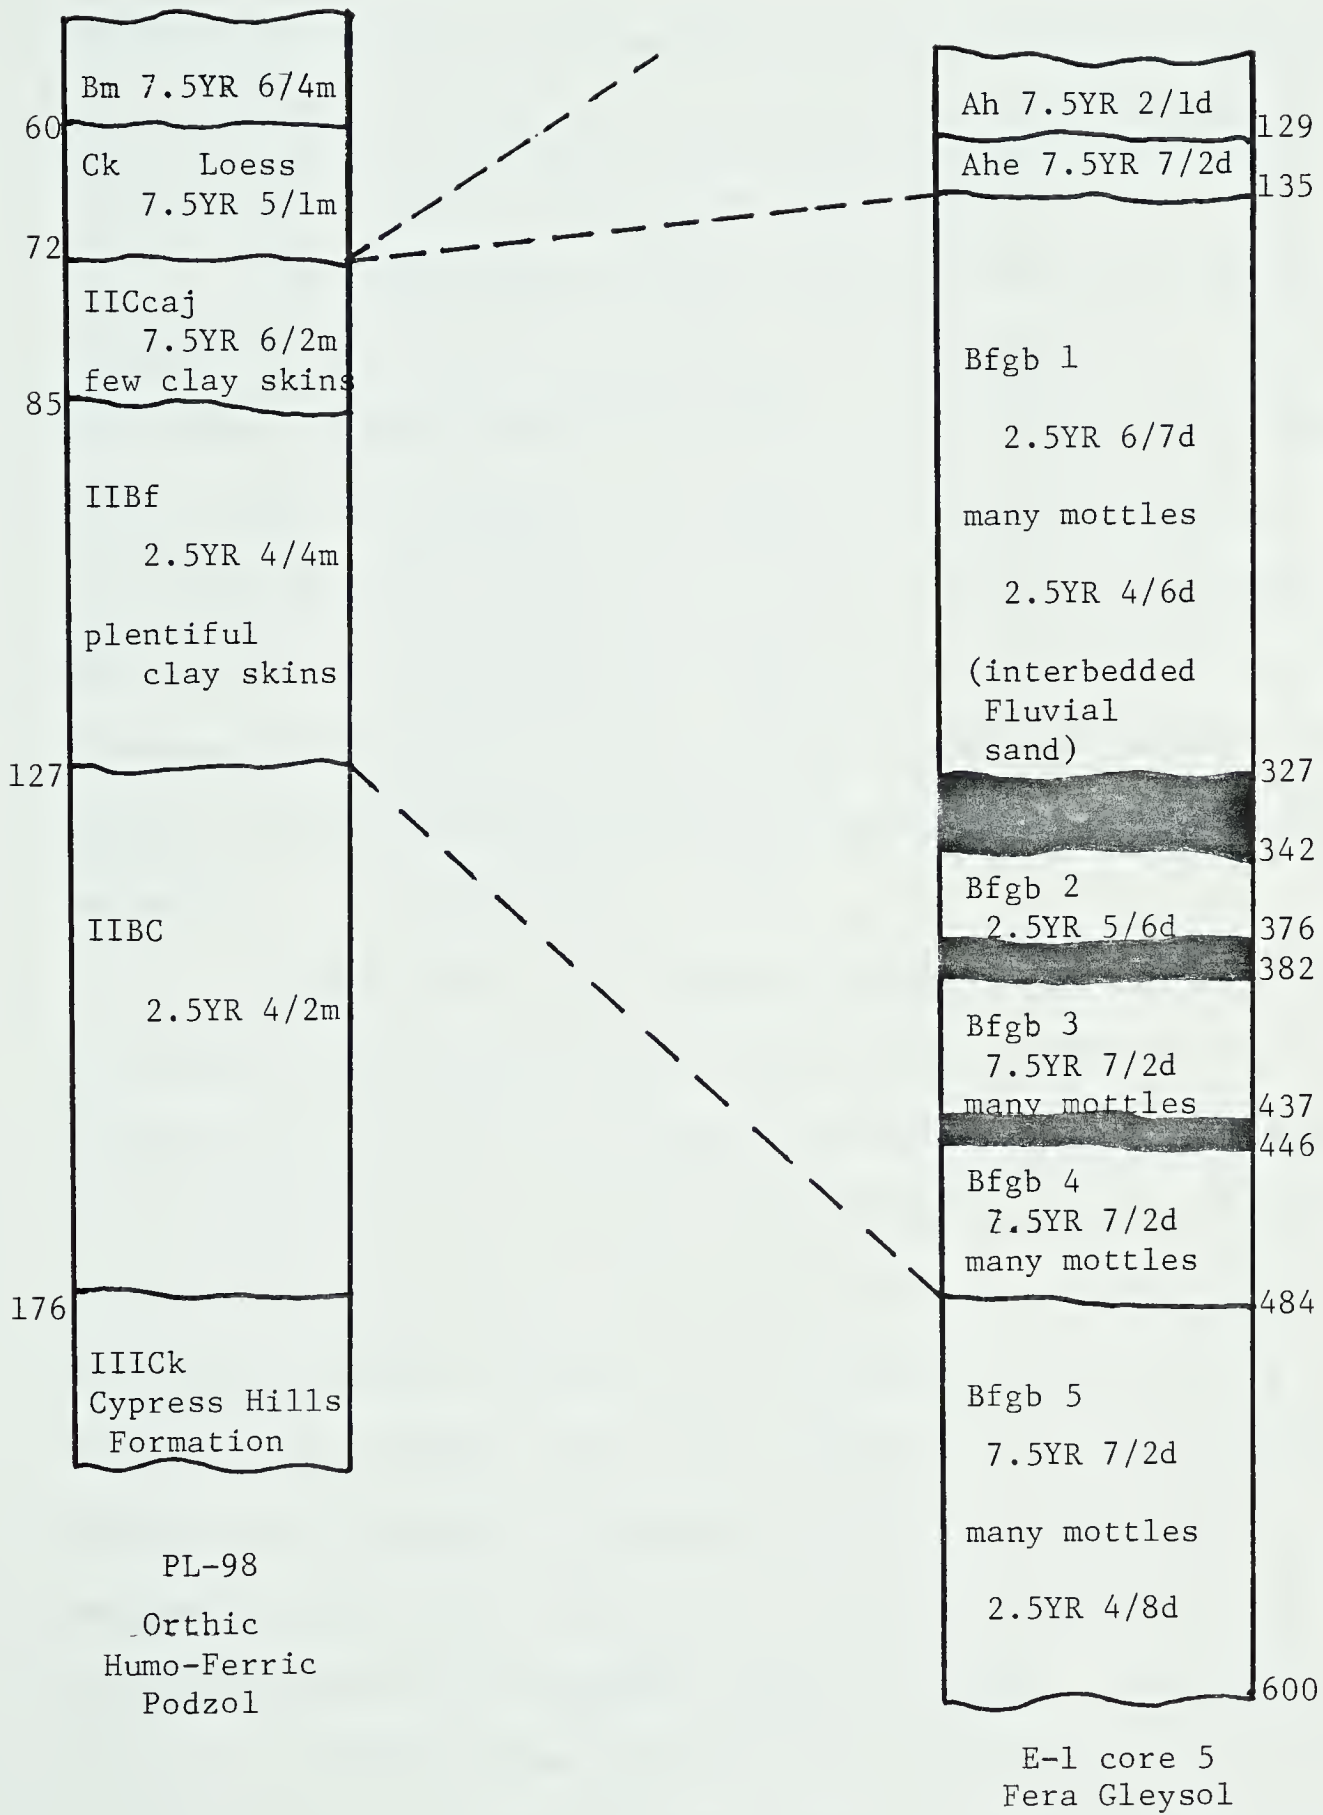 Bm 7.5YR 6/4m
60
Ck Loess
7.5YR 5/1m
72
IICcaj
7.5YR 6/2m
few clay skins
85
IIBf
2.5YR 4/4m
plentiful
clay skins
127
IIBC
2.5YR 4/2m
176
IIICk
Cypress Hills
Formation
PL-98
Orthic
Humo-Ferric
Podzol
Ah 7.5YR 2/1d
129
Ahe 7.5YR 7/2d
135
Bfgb 1
2.5YR 6/7d
many mottles
2.5YR 4/6d
(interbedded
Fluvial
sand)
327
342
Bfgb 2
2.5YR 5/6d
376
382
Bfgb 3
7.5YR 7/2d
many mottles
437
446
Bfgb 4
7.5YR 7/2d
many mottles
484
Bfgb 5
7.5YR 7/2d
many mottles
2.5YR 4/8d
600
E-1 core 5
Fera Gleysol